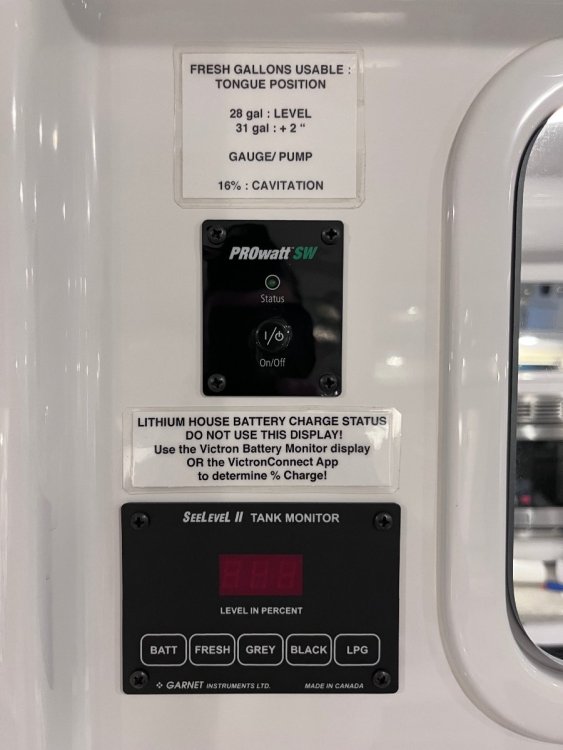 FRESH GALLONS USABLE :
TONGUE POSITION
28 gal : LEVEL
31 gal : + 2 “
GAUGE/ PUMP
16% : CAVITATION
PROwatt™SW
Status
I/⏻
On/Off
LITHIUM HOUSE BATTERY CHARGE STATUS
DO NOT USE THIS DISPLAY!
Use the Victron Battery Monitor display
OR the VictronConnect App
to determine % Charge!
SEELEVEL II TANK MONITOR
LEVEL IN PERCENT
BATT FRESH GREY BLACK LPG
GARNET INSTRUMENTS LTD. MADE IN CANADA